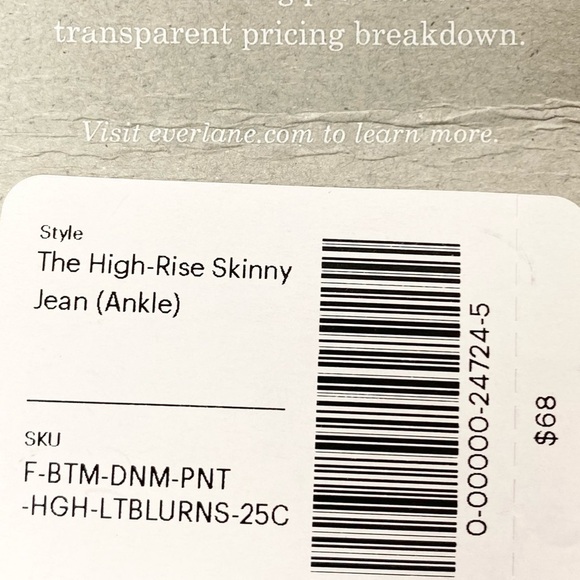 transparent pricing breakdown.
Visit everlane.com to learn more.
Style
The High-Rise Skinny
Jean (Ankle)
SKU
F-BTM-DNM-PNT
-HGH-LTBLURNS-25C
0-00000-24724-5
$68